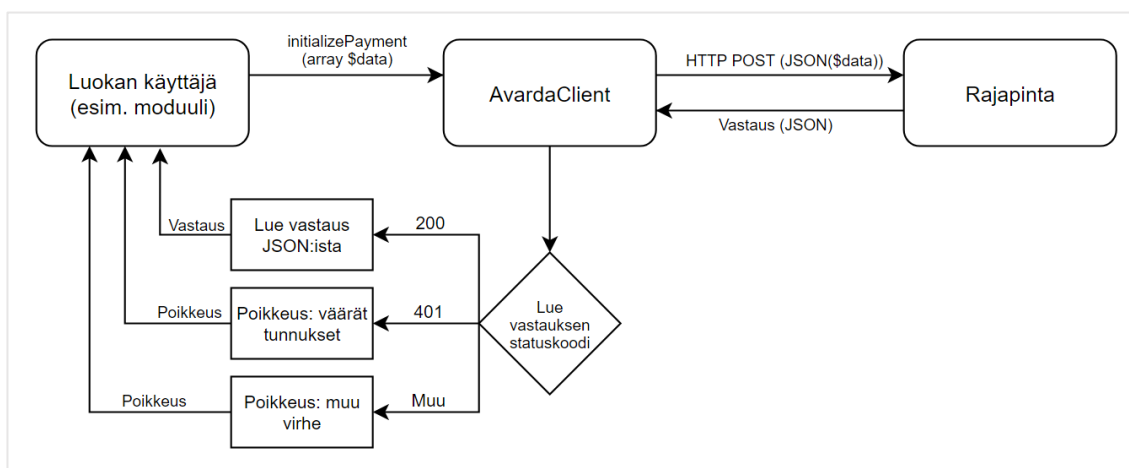 initializePayment
(array $data)
Luokan käyttäjä
(esim. moduuli)
AvardaClient
HTTP POST (JSON($data))
Vastaus (JSON)
Rajapinta
Vastaus
Lue vastaus
JSON:ista
200
Poikkeus
Poikkeus: väärät
tunnukset
401
Lue
vastauksen
statuskoodi
Poikkeus
Poikkeus: muu
virhe
Muu